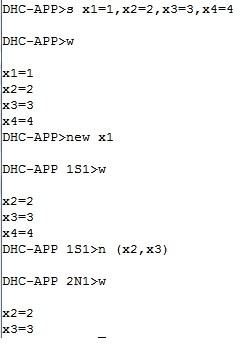 DHC-APP>s x1=1,x2=2,x3=3,x4=4
DHC-APP>w
x1=1
x2=2
x3=3
x4=4
DHC-APP>new x1
DHC-APP 1S1>w
x2=2
x3=3
x4=4
DHC-APP 1S1>n (x2,x3)
DHC-APP 2N1>w
x2=2
x3=3